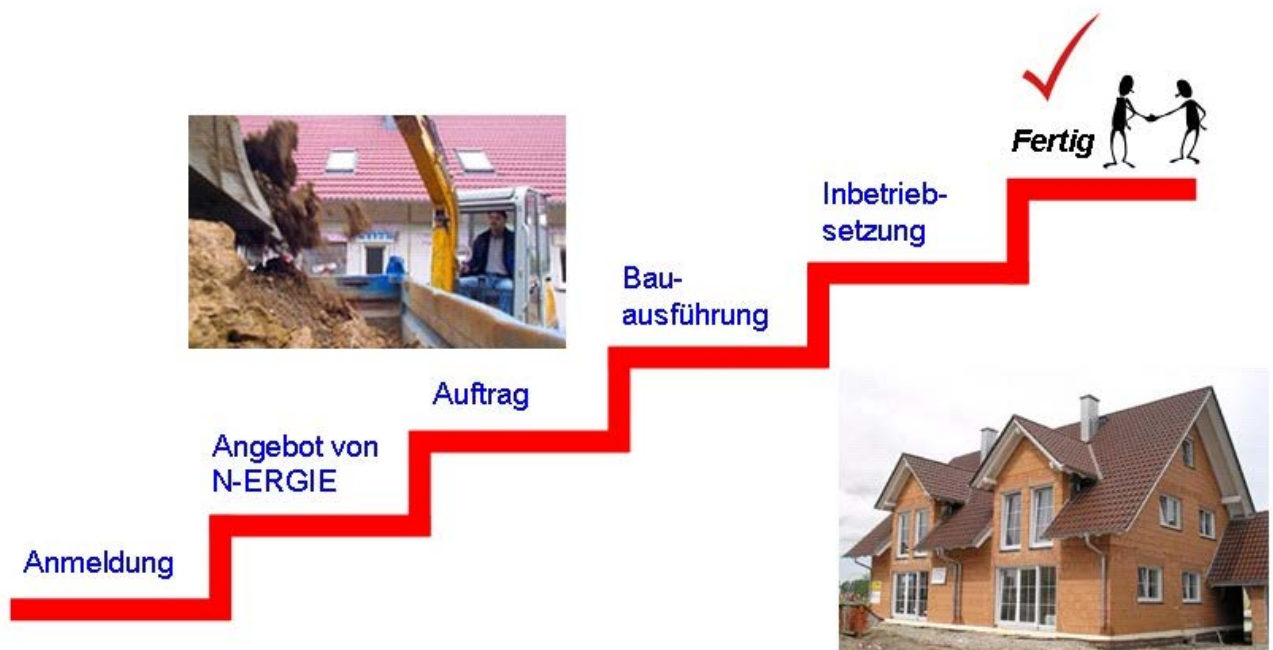 Fertig
Inbetrieb-
setzung
Bau-
ausführung
Auftrag
Angebot von
N-ERGIE
Anmeldung